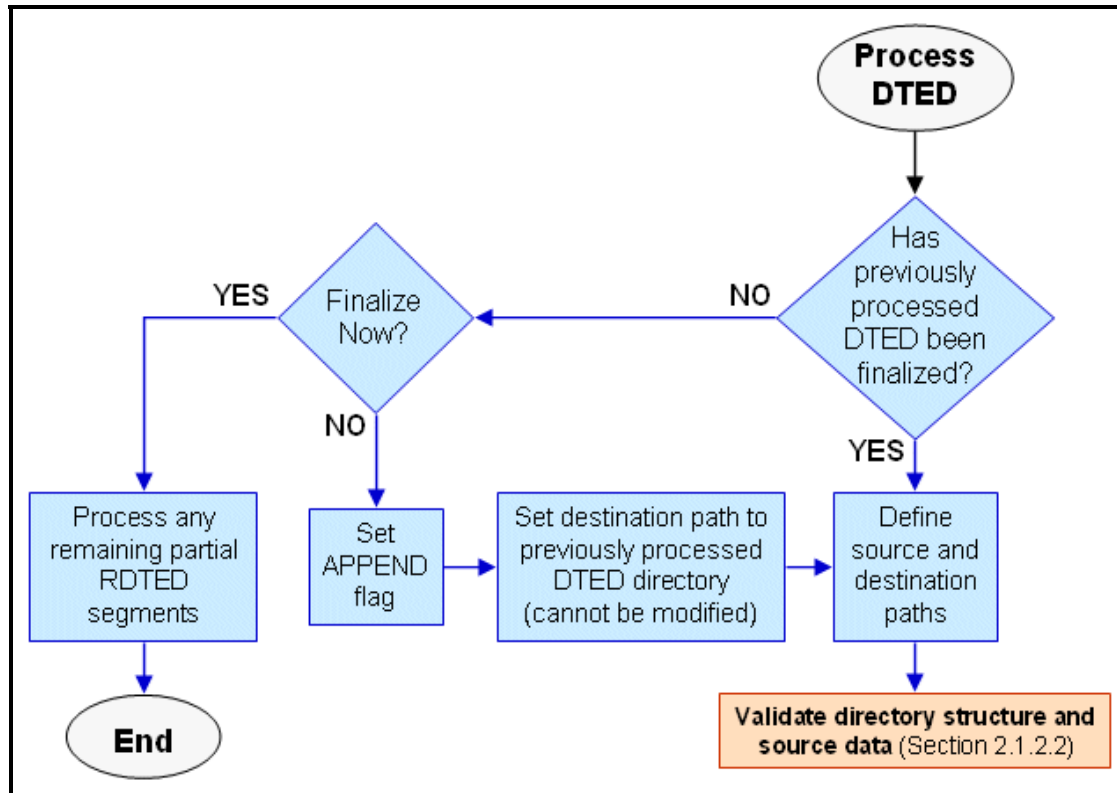 Process
DTED
Has
previously
processed
DTED been
finalized?
NO
YES
Finalize
Now?
YES
NO
Process any
remaining partial
RDTED
segments
Set
APPEND
flag
Set destination path to
previously processed
DTED directory
(cannot be modified)
Define
source and
destination
paths
End
Validate directory structure and
source data (Section 2.1.2.2)